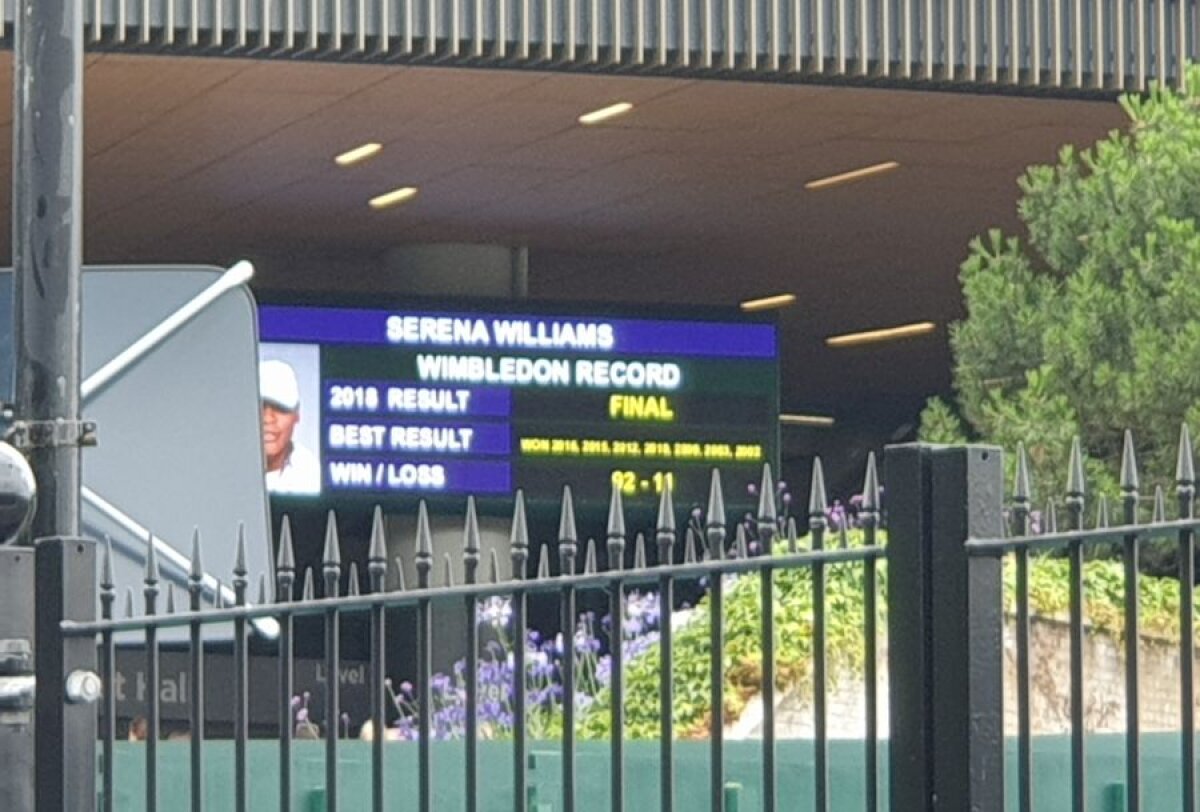 SERENA WILLIAMS
WIMBLEDON RECORD
2018 RESULT FINAL
BEST RESULT WON 2016, 2015, 2012, 2010, 2009, 2003, 2002
WIN / LOSS 92 - 11
Level